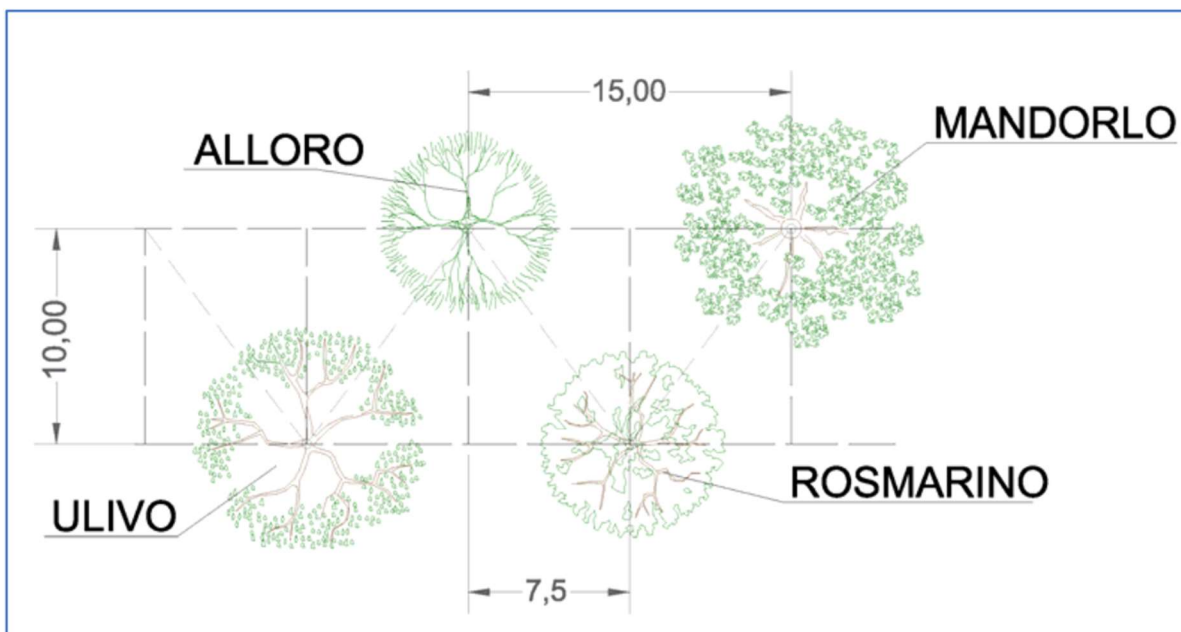 15,00
MANDORLO
ALLORO
10,00
ROSMARINO
ULIVO
7,5